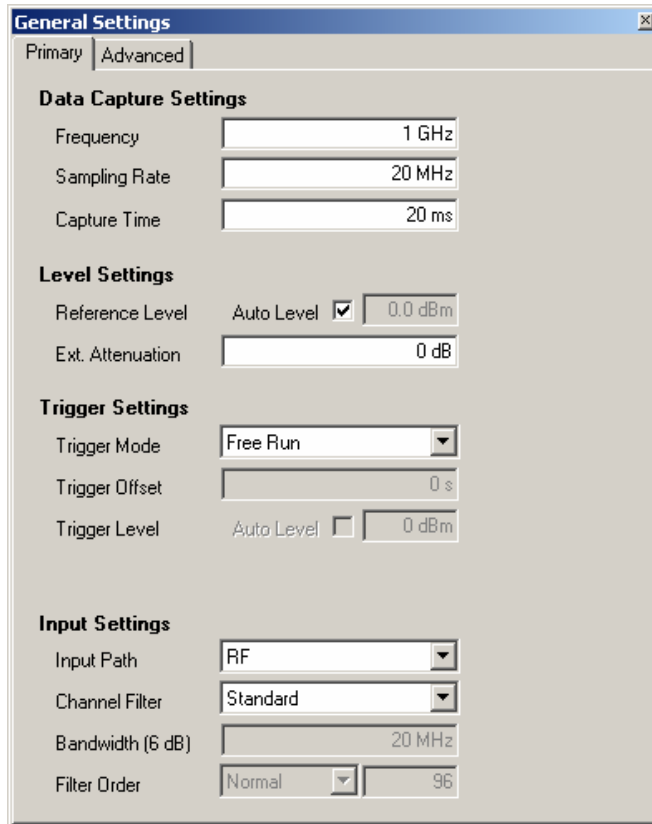 General Settings
Primary Advanced
Data Capture Settings
Frequency 1 GHz
Sampling Rate 20 MHz
Capture Time 20 ms
Level Settings
Reference Level Auto Level 0.0 dBm
Ext. Attenuation 0 dB
Trigger Settings
Trigger Mode Free Run
Trigger Offset 0 s
Trigger Level Auto Level 0 dBm
Input Settings
Input Path RF
Channel Filter Standard
Bandwidth (6 dB) 20 MHz
Filter Order Normal 96